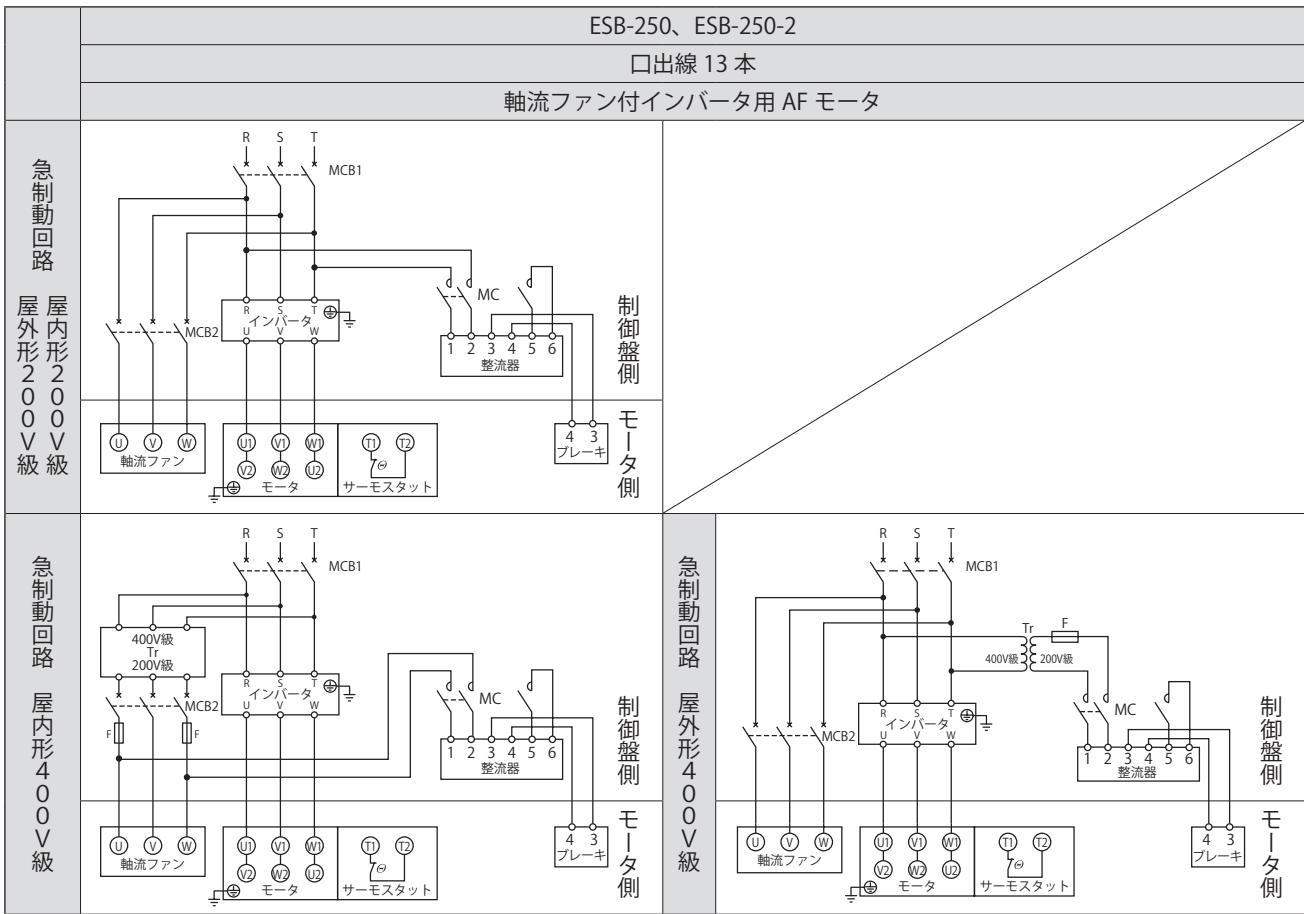 ESB-250、ESB-250-2
口出線 13 本
軸流ファン付インバータ用 AF モータ
急制動回路 屋内形200V級
屋外形200V級
R S T
MCB1
MCB2
R S T
インバータ
U V W
MC
1 2 3 4 5 6
整流器
制御盤側
U V W
軸流ファン
U1 V1 W1
V2 W2 U2
モータ
T1 T2
Θ
サーモスタット
4 3
ブレーキ
モータ側
急制動回路 屋内形400V級
R S T
MCB1
400V級
Tr
200V級
MCB2
F F
R S T
インバータ
U V W
MC
1 2 3 4 5 6
整流器
制御盤側
U V W
軸流ファン
U1 V1 W1
V2 W2 U2
モータ
T1 T2
Θ
サーモスタット
4 3
ブレーキ
モータ側
急制動回路 屋外形400V級
R S T
MCB1
Tr F
400V級 200V級
MCB2
R S T
インバータ
U V W
MC
1 2 3 4 5 6
整流器
制御盤側
U V W
軸流ファン
U1 V1 W1
V2 W2 U2
モータ
T1 T2
Θ
サーモスタット
4 3
ブレーキ
モータ側